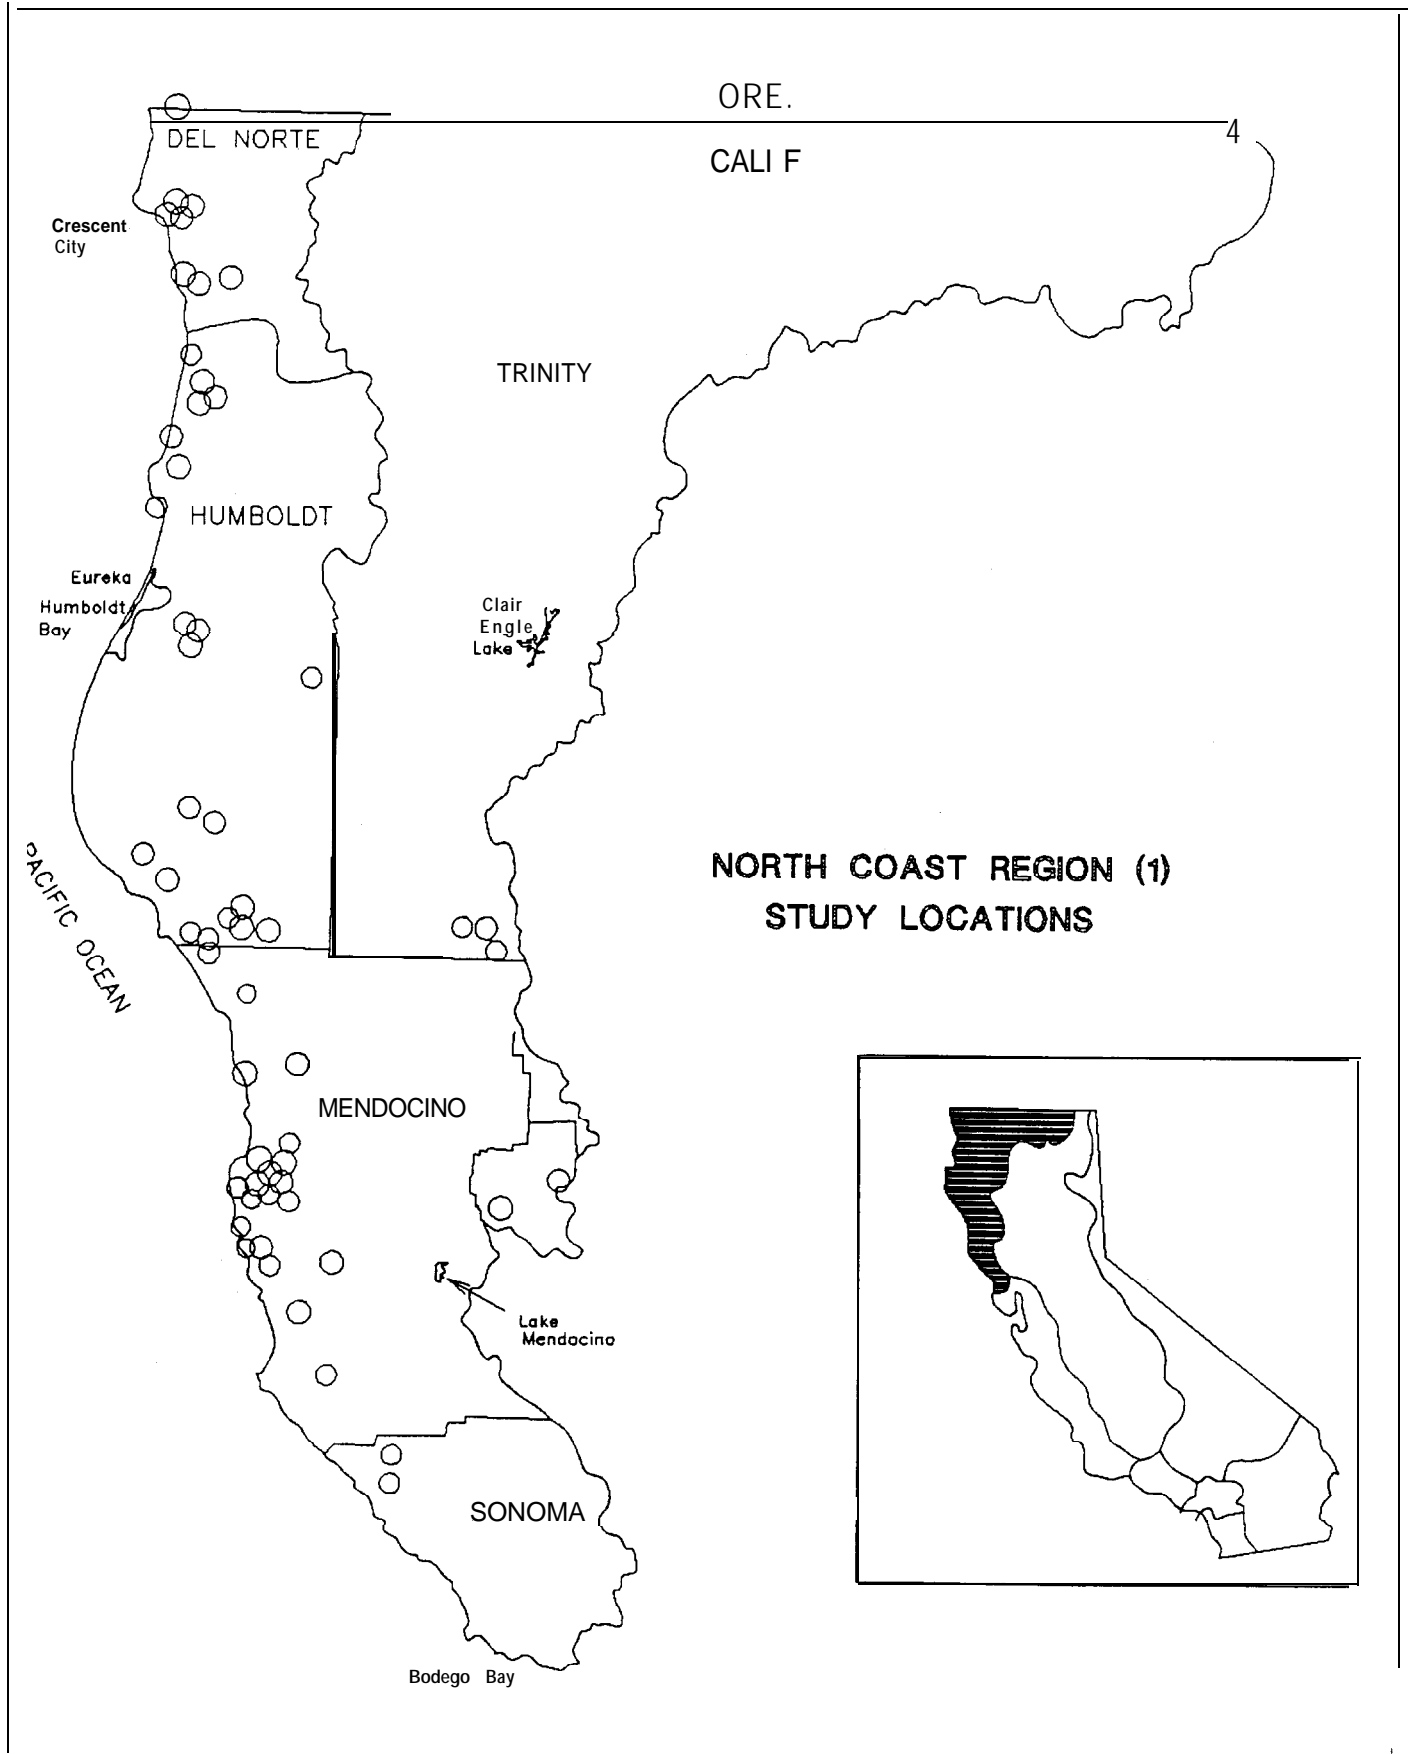 ORE.
4
DEL NORTE
CALI F
Crescent
City
TRINITY
HUMBOLDT
Eureka
Humboldt
Bay
Clair
Engle
Lake
NORTH COAST REGION (1)
STUDY LOCATIONS
PACIFIC OCEAN
MENDOCINO
Lake
Mendocino
SONOMA
Bodego Bay